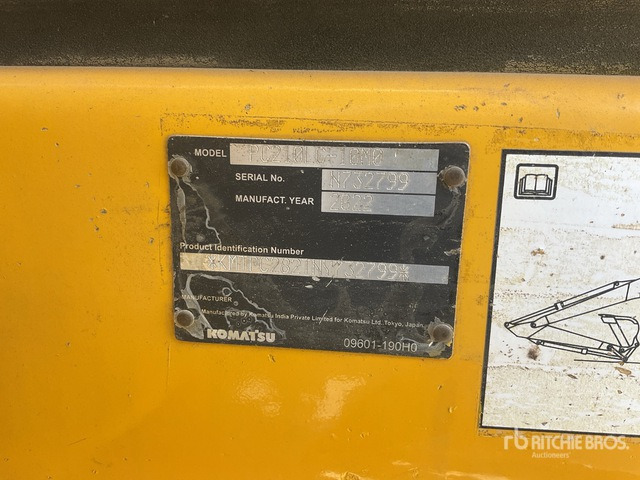 MODEL PC210LC-10M0
SERIAL No. N732799
MANUFACT. YEAR 2022
Product Identification Number
MANUFACTURER
Manufactured by Komatsu India Private Limited for Komatsu Ltd. Tokyo, Japan
KOMATSU
09601-190H0
rb RITCHIE BROS.
Auctioneers